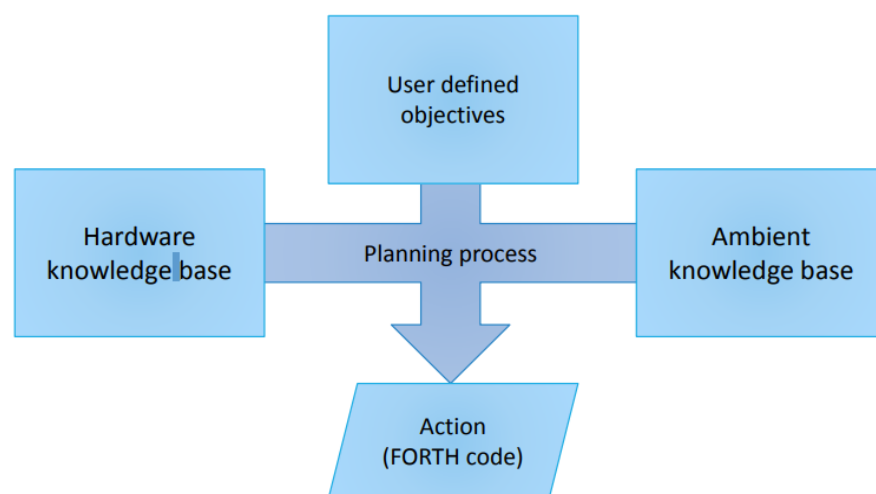 User defined
objectives
Hardware
knowledge base
Planning process
Ambient
knowledge base
Action
(FORTH code)